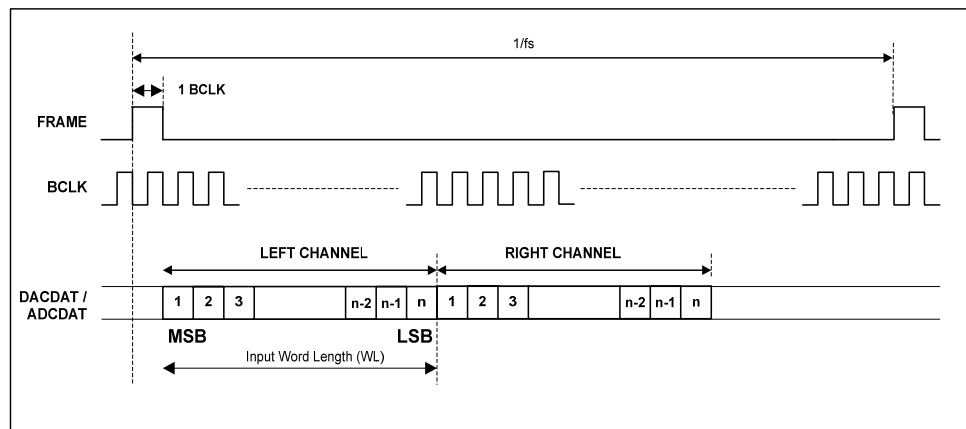 1/fs
1 BCLK
FRAME
BCLK
LEFT CHANNEL
RIGHT CHANNEL
DACDAT /
ADCDAT
1 2 3 n-2 n-1 n 1 2 3 n-2 n-1 n
MSB LSB
Input Word Length (WL)